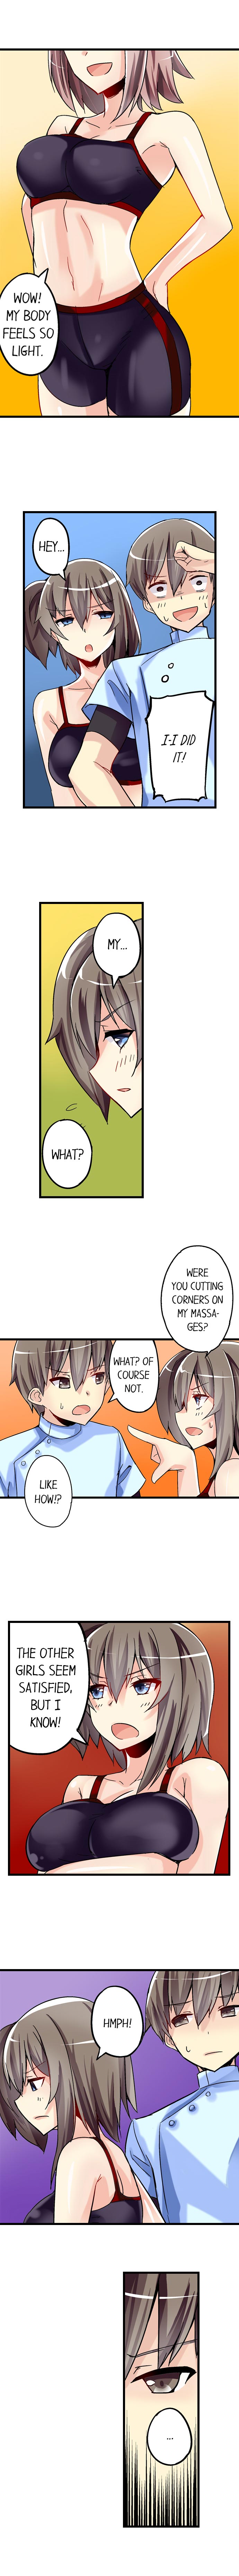 WOW!
MY BODY
FEELS SO
LIGHT.
HEY...
I-I DID
IT!
MY...
WHAT?
WERE
YOU CUTTING
CORNERS ON
MY MASSA-
GES?
WHAT? OF
COURSE
NOT.
LIKE
HOW!?
THE OTHER
GIRLS SEEM
SATISFIED,
BUT I
KNOW!
HMPH!
...